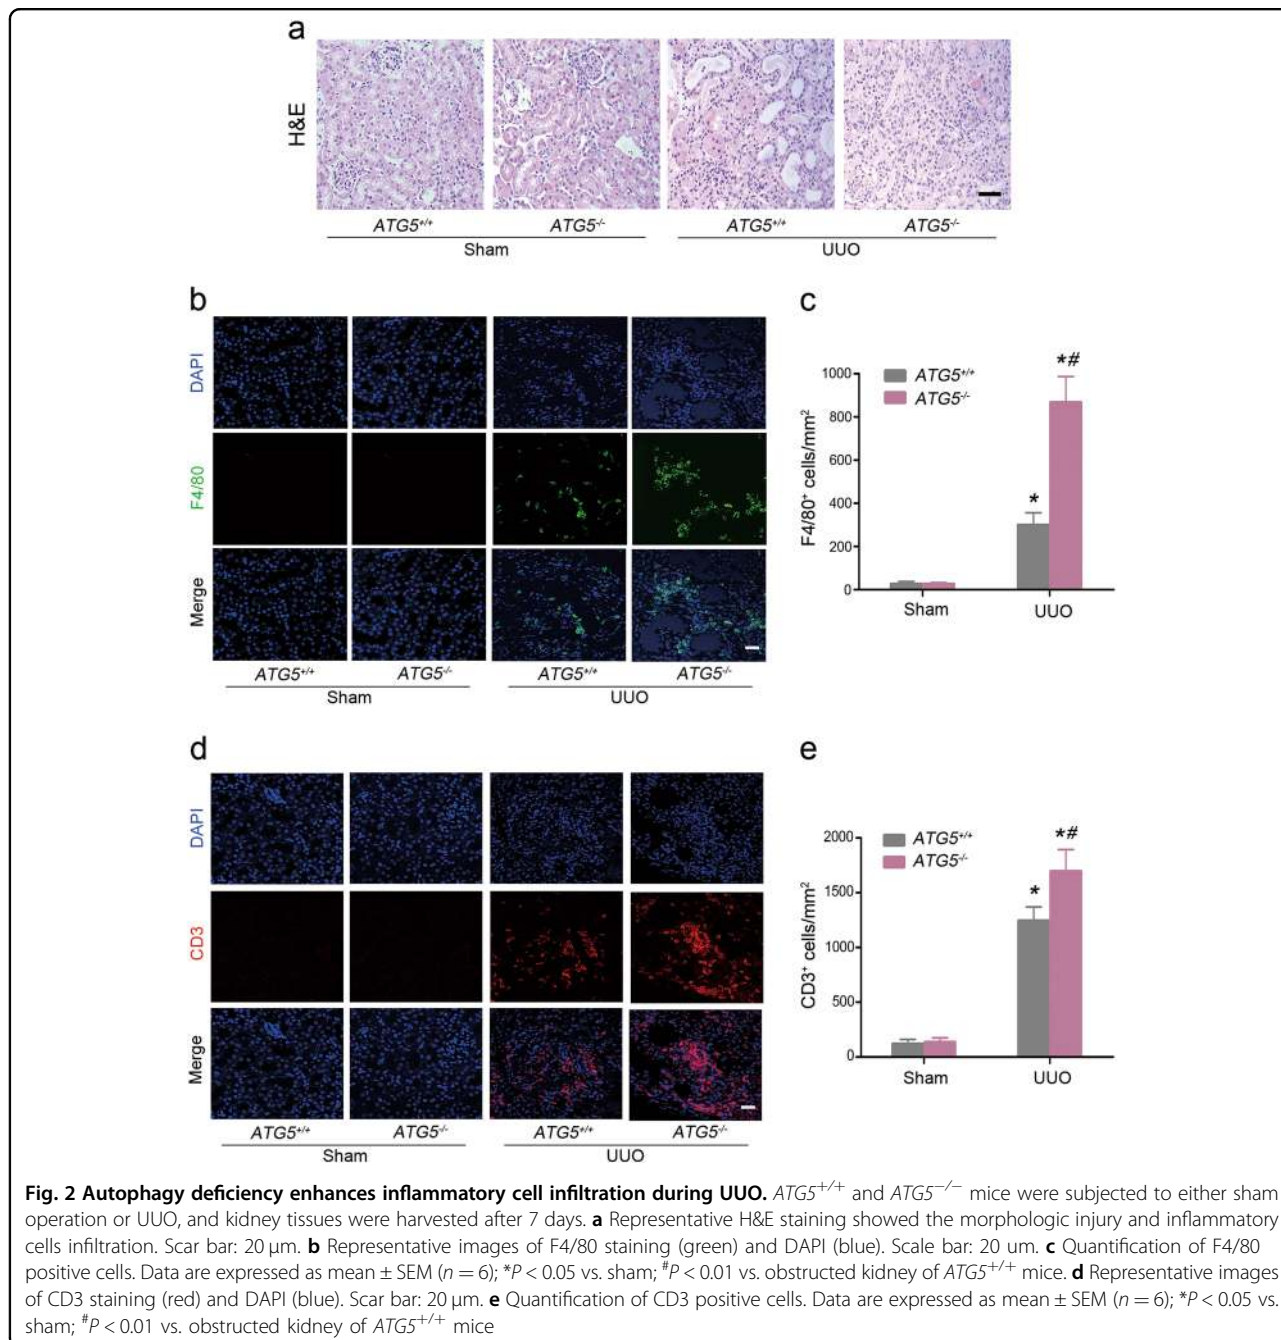 a
H&E
ATG5+/+ ATG5-/- ATG5+/+ ATG5-/-
Sham UUO
b
DAPI
F4/80
Merge
ATG5+/+ ATG5-/- ATG5+/+ ATG5-/-
Sham UUO
c
F4/80+ cells/mm2
1000
800
600
400
200
0
ATG5+/+
ATG5-/-
*
*#
Sham UUO
d
DAPI
CD3
Merge
ATG5+/+ ATG5-/- ATG5+/+ ATG5-/-
Sham UUO
e
CD3+ cells/mm2
2000
1500
1000
500
0
ATG5+/+
ATG5-/-
*
*#
Sham UUO
Fig. 2 Autophagy deficiency enhances inflammatory cell infiltration during UUO. ATG5+/+ and ATG5−/− mice were subjected to either sham
operation or UUO, and kidney tissues were harvested after 7 days. a Representative H&E staining showed the morphologic injury and inflammatory
cells infiltration. Scar bar: 20 μm. b Representative images of F4/80 staining (green) and DAPI (blue). Scale bar: 20 um. c Quantification of F4/80
positive cells. Data are expressed as mean ± SEM (n = 6); *P < 0.05 vs. sham; #P < 0.01 vs. obstructed kidney of ATG5+/+ mice. d Representative images
of CD3 staining (red) and DAPI (blue). Scar bar: 20 μm. e Quantification of CD3 positive cells. Data are expressed as mean ± SEM (n = 6); *P < 0.05 vs.
sham; #P < 0.01 vs. obstructed kidney of ATG5+/+ mice